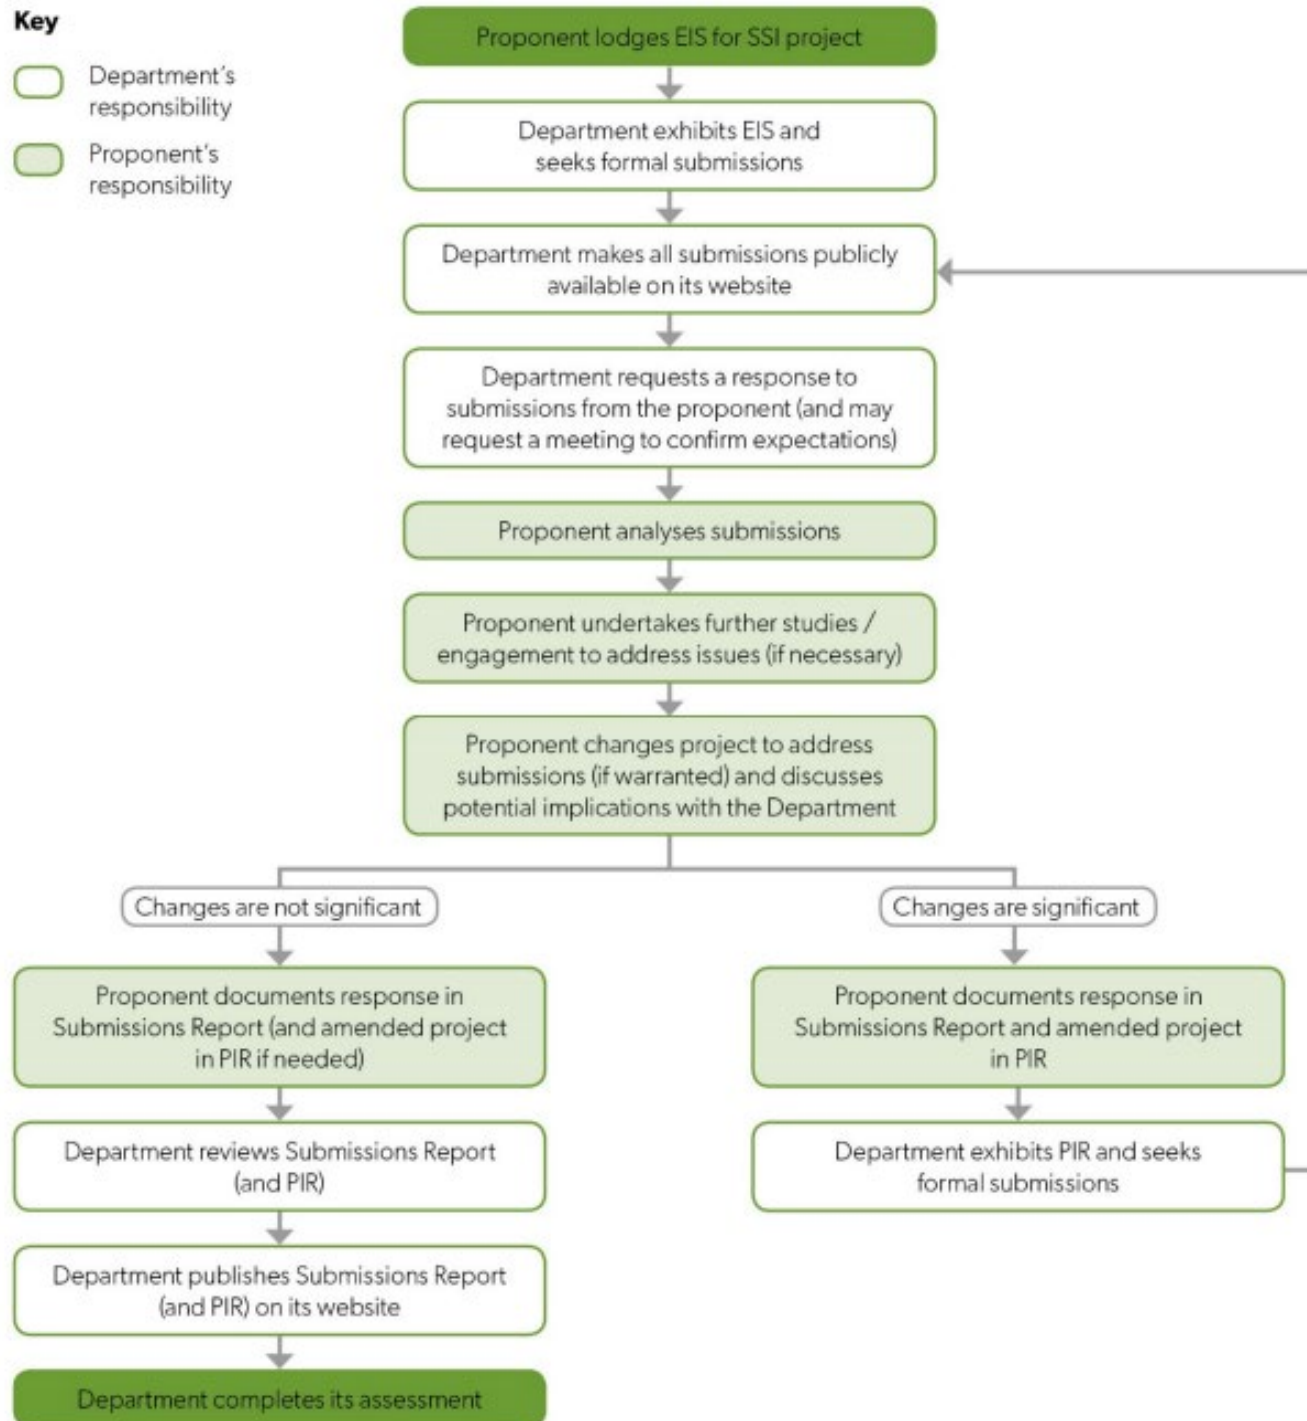 Key
Department's
responsibility
Proponent's
responsibility
Proponent lodges EIS for SSI project
Department exhibits EIS and
seeks formal submissions
Department makes all submissions publicly
available on its website
Department requests a response to
submissions from the proponent (and may
request a meeting to confirm expectations)
Proponent analyses submissions
Proponent undertakes further studies /
engagement to address issues (if necessary)
Proponent changes project to address
submissions (if warranted) and discusses
potential implications with the Department
Changes are not significant
Proponent documents response in
Submissions Report (and amended project
in PIR if needed)
Department reviews Submissions Report
(and PIR)
Department publishes Submissions Report
(and PIR) on its website
Department completes its assessment
Changes are significant
Proponent documents response in
Submissions Report and amended project
in PIR
Department exhibits PIR and seeks
formal submissions